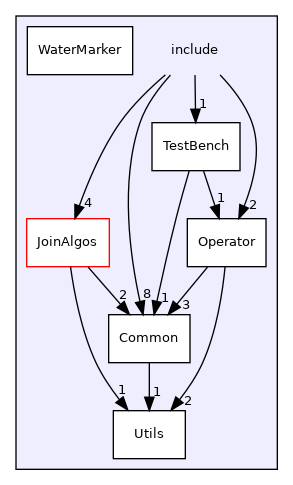 WaterMarker
include
1
TestBench
1
2
4
JoinAlgos
Operator
2
8
1
3
Common
1
1
2
Utils